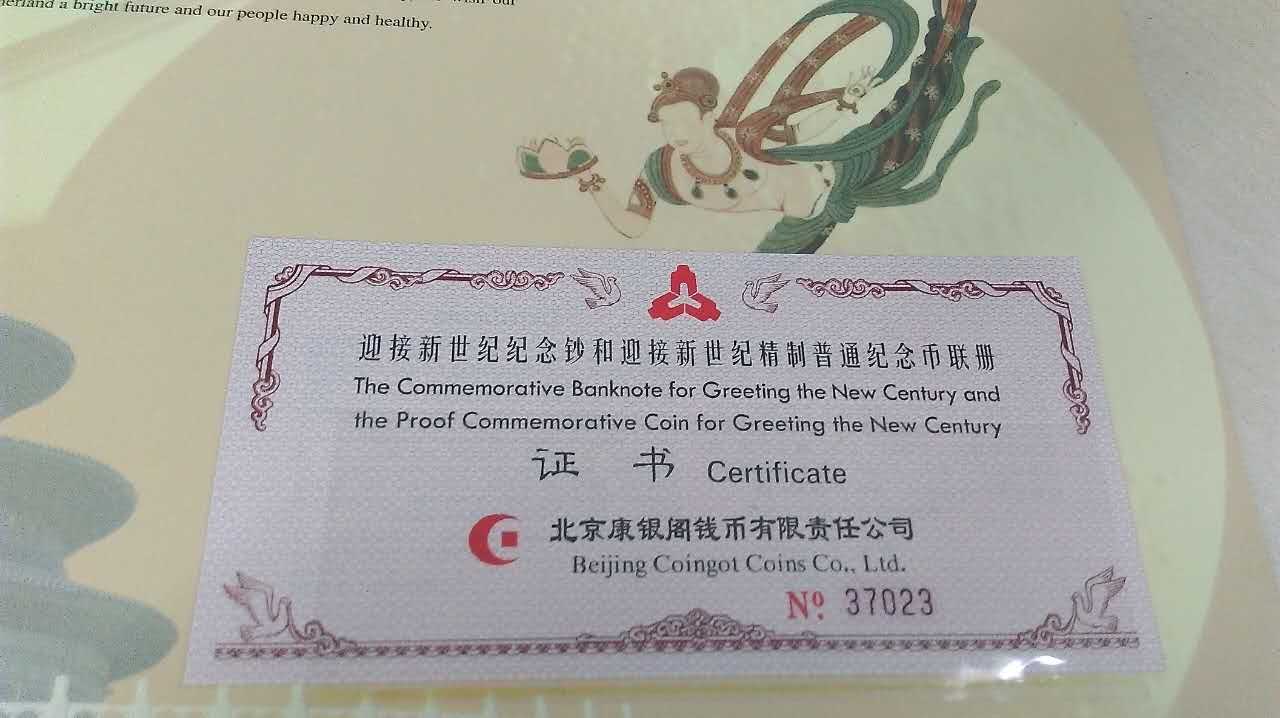 a bright future and our people happy and healthy.
迎接新世纪纪念钞和迎接新世纪精制普通纪念币联册
The Commemorative Banknote for Greeting the New Century and
the Proof Commemorative Coin for Greeting the New Century
证 书 Certificate
北京康银阁钱币有限责任公司
Beijing Coingot Coins Co., Ltd.
Nº. 37023